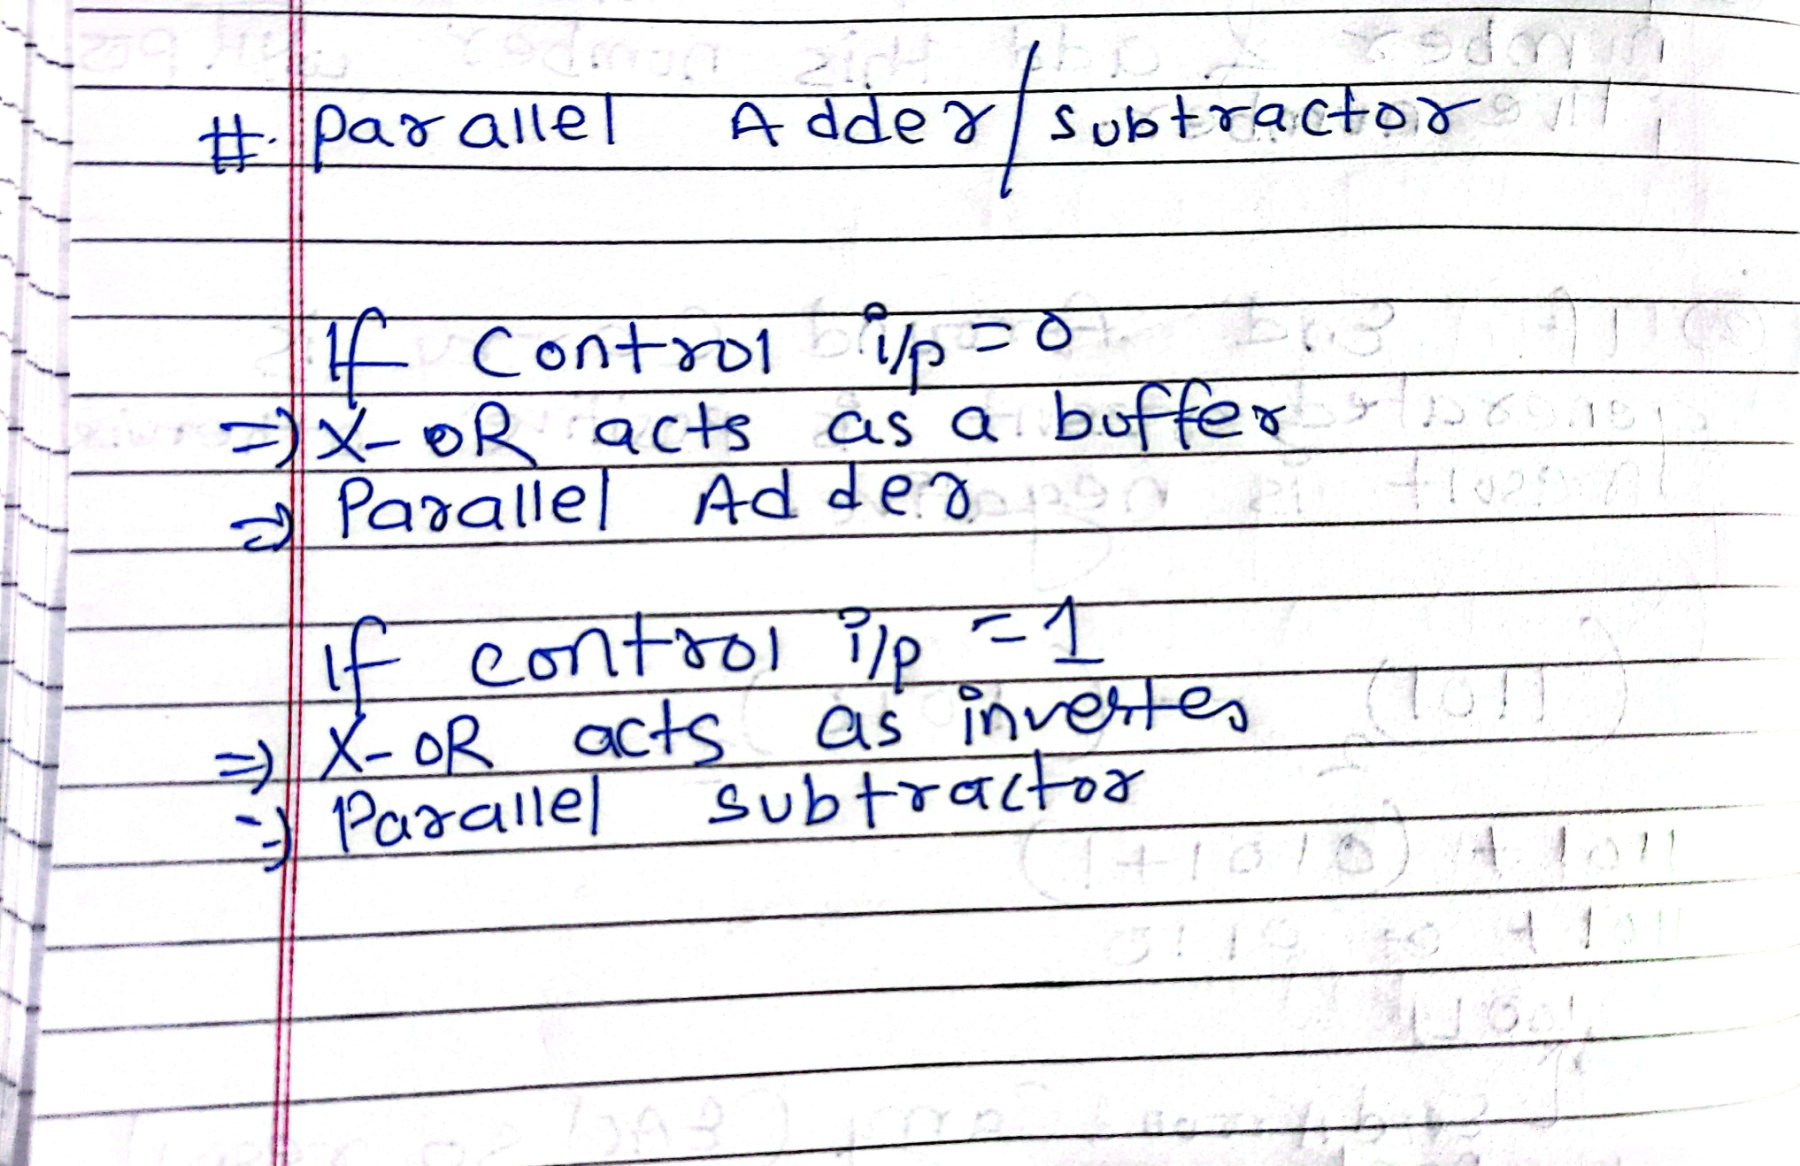 #. parallel Adder/subtractor
If Control i/p = 0
=> X-OR acts as a buffer
=> Parallel Adder
If control i/p = 1
=> X-OR acts as inverter
=> Parallel subtractor